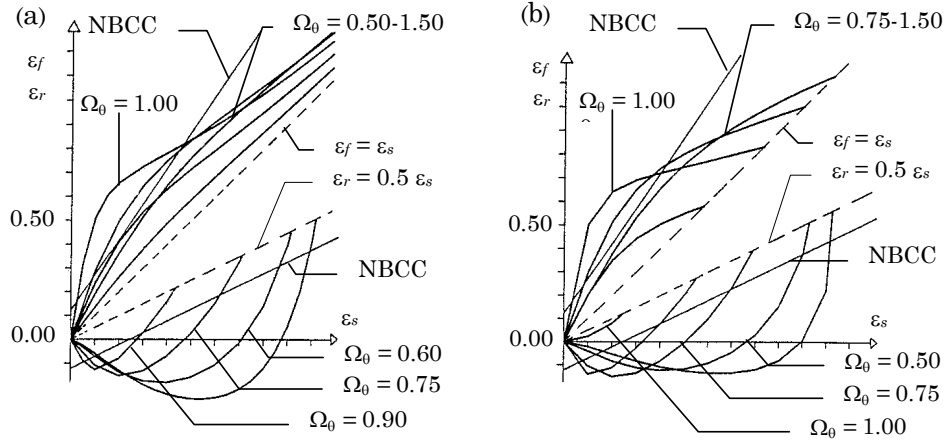 (a)
NBCC
Ωθ = 0.50-1.50
εf
εr
Ωθ = 1.00
εf = εs
εr = 0.5 εs
0.50
NBCC
0.00
εs
Ωθ = 0.60
Ωθ = 0.75
Ωθ = 0.90
(b)
NBCC
Ωθ = 0.75-1.50
εf
εr
Ωθ = 1.00
εf = εs
εr = 0.5 εs
0.50
NBCC
0.00
εs
Ωθ = 0.50
Ωθ = 0.75
Ωθ = 1.00